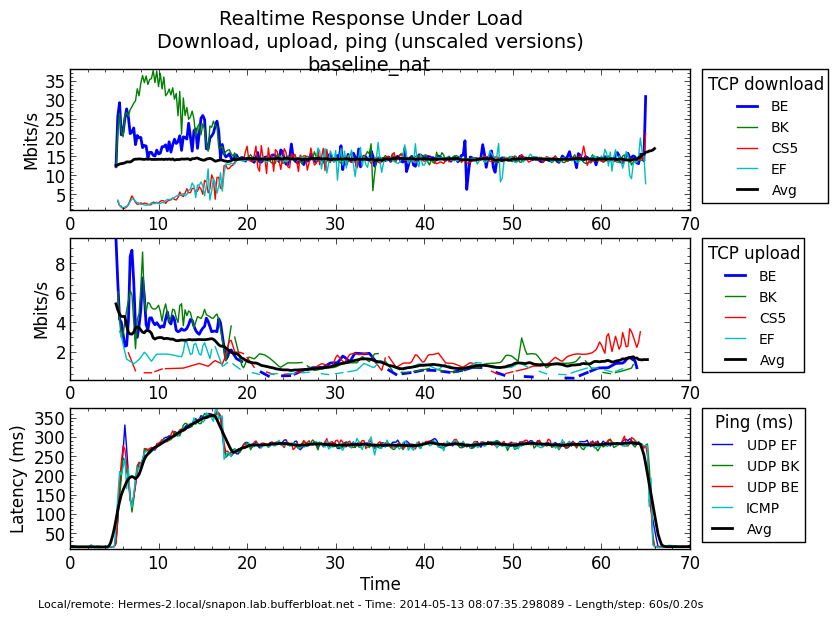 Realtime Response Under Load
Download, upload, ping (unscaled versions)
baseline_nat
Mbits/s
35
30
25
20
15
10
5
0 10 20 30 40 50 60 70
TCP download
BE
BK
CS5
EF
Avg
Mbits/s
8
6
4
2
0 10 20 30 40 50 60 70
TCP upload
BE
BK
CS5
EF
Avg
Latency (ms)
350
300
250
200
150
100
50
0 10 20 30 40 50 60 70
Time
Ping (ms)
UDP EF
UDP BK
UDP BE
ICMP
Avg
Local/remote: Hermes-2.local/snapon.lab.bufferbloat.net - Time: 2014-05-13 08:07:35.298089 - Length/step: 60s/0.20s